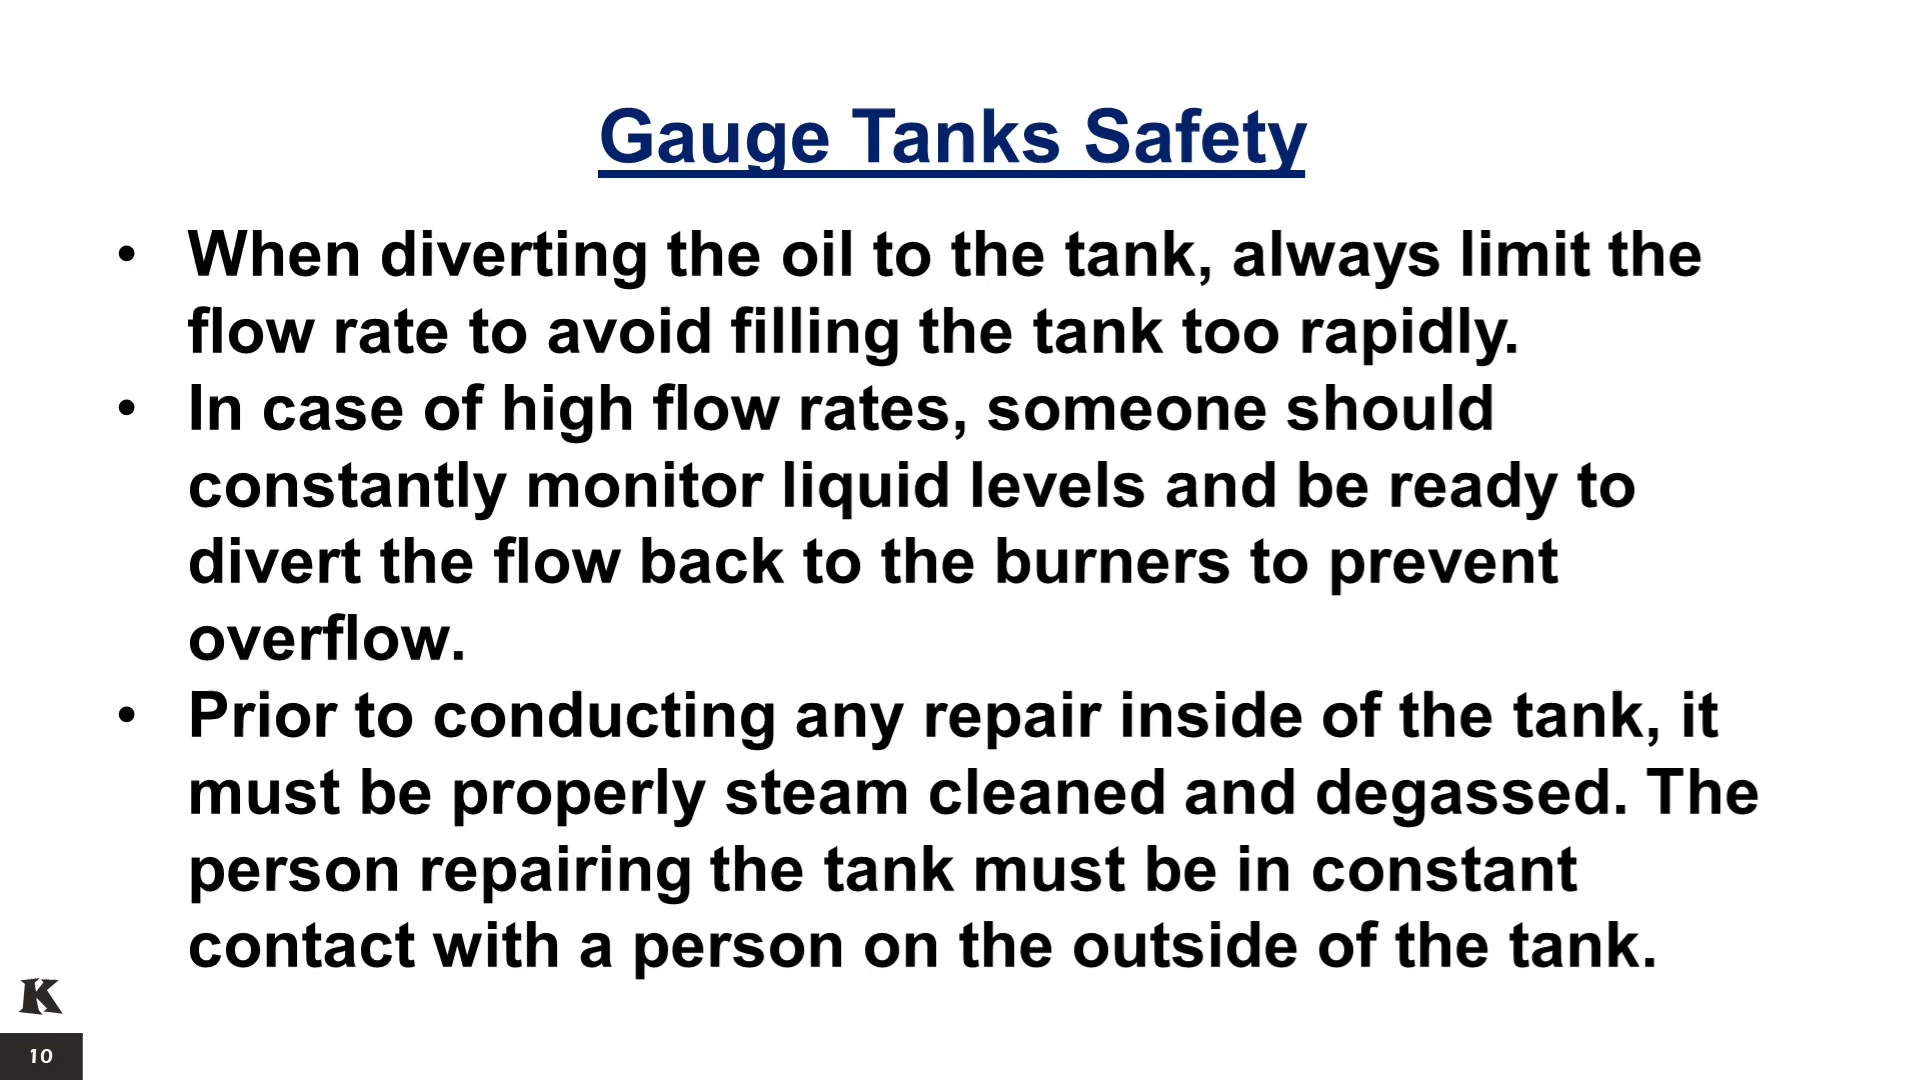 Gauge Tanks Safety
• When diverting the oil to the tank, always limit the
flow rate to avoid filling the tank too rapidly.
• In case of high flow rates, someone should
constantly monitor liquid levels and be ready to
divert the flow back to the burners to prevent
overflow.
• Prior to conducting any repair inside of the tank, it
must be properly steam cleaned and degassed. The
person repairing the tank must be in constant
contact with a person on the outside of the tank.
K
10